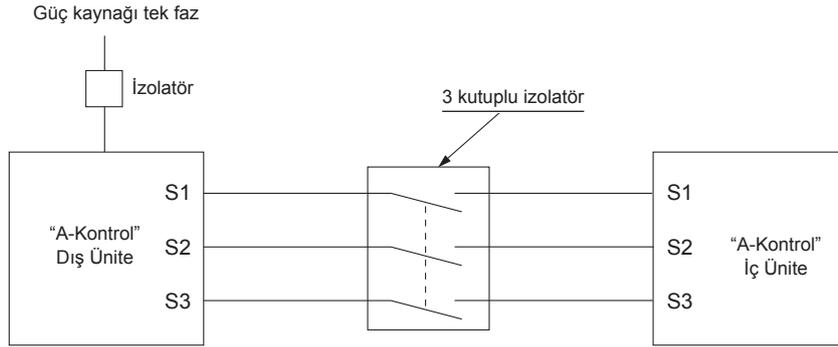 Güç kaynağı tek faz
İzolatör
3 kutuplu izolatör
S1
S1
“A-Kontrol”
Dış Ünite
S2
S2
“A-Kontrol”
İç Ünite
S3
S3